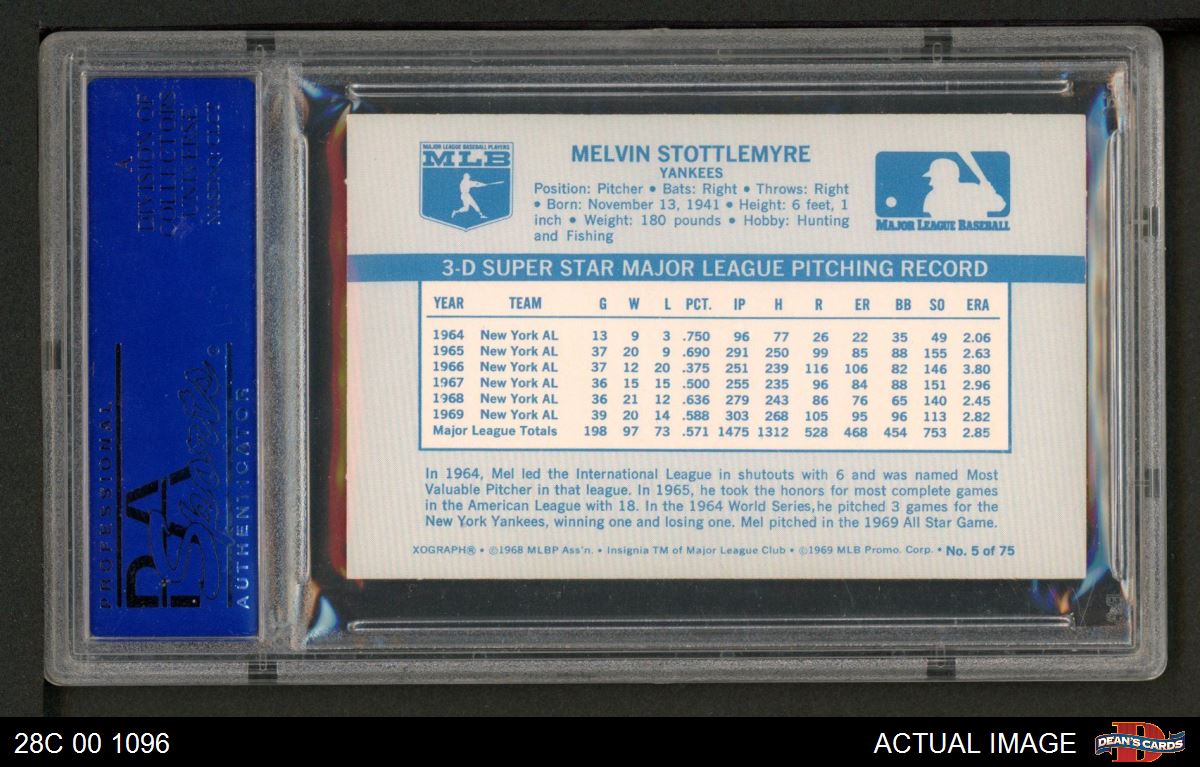 A
DIVISION OF
COLLECTORS
UNIVERSE
NASDAQ: CLCT
PROFESSIONAL
PSA
Sports
AUTHENTICATOR
MAJOR LEAGUE BASEBALL PLAYERS
MLB
MELVIN STOTTLEMYRE
YANKEES
Position: Pitcher • Bats: Right • Throws: Right
• Born: November 13, 1941 • Height: 6 feet, 1
inch • Weight: 180 pounds • Hobby: Hunting
and Fishing
MAJOR LEAGUE BASEBALL
3-D SUPER STAR MAJOR LEAGUE PITCHING RECORD
YEAR TEAM G W L PCT. IP H R ER BB SO ERA
1964 New York AL 13 9 3 .750 96 77 26 22 35 49 2.06
1965 New York AL 37 20 9 .690 291 250 99 85 88 155 2.63
1966 New York AL 37 12 20 .375 251 239 116 106 82 146 3.80
1967 New York AL 36 15 15 .500 255 235 96 84 88 151 2.96
1968 New York AL 36 21 12 .636 279 243 86 76 65 140 2.45
1969 New York AL 39 20 14 .588 303 268 105 95 96 113 2.82
Major League Totals 198 97 73 .571 1475 1312 528 468 454 753 2.85
In 1964, Mel led the International League in shutouts with 6 and was named Most
Valuable Pitcher in that league. In 1965, he took the honors for most complete games
in the American League with 18. In the 1964 World Series, he pitched 3 games for the
New York Yankees, winning one and losing one. Mel pitched in the 1969 All Star Game.
XOGRAPH® • ©1968 MLBP Ass'n. • Insignia TM of Major League Club • ©1969 MLB Promo. Corp. • No. 5 of 75
28C 00 1096
ACTUAL IMAGE
D
DEAN'S CARDS